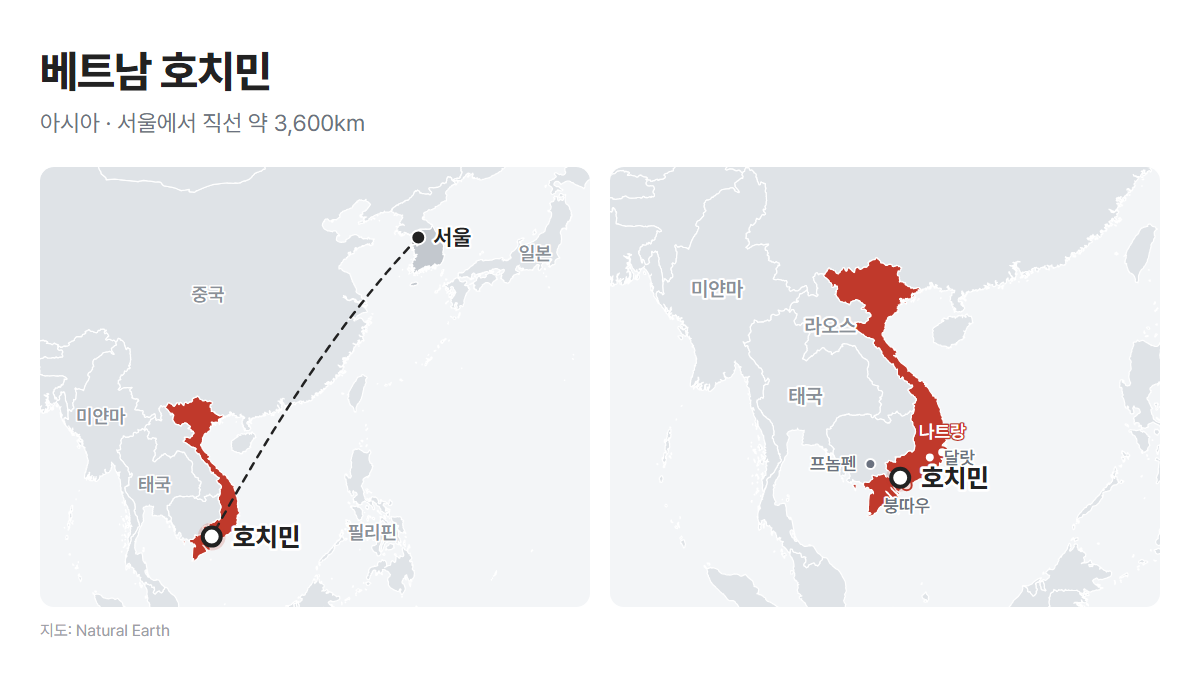 베트남 호치민
아시아 · 서울에서 직선 약 3,600km
서울
일본
중국
미얀마
태국
호치민
필리핀
미얀마
라오스
태국
나트랑
프놈펜
달랏
호치민
붕따우
지도: Natural Earth